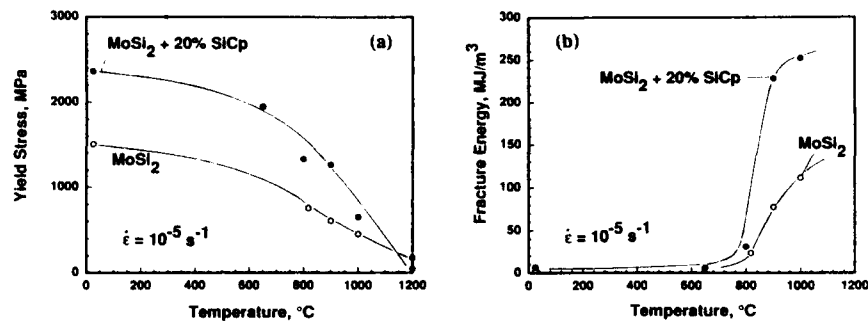 3000
2000
1000
0
Yield Stress, MPa
MoSi2 + 20% SiCp
(a)
MoSi2
ε̇ = 10-5 s-1
0 200 400 600 800 1000 1200
Temperature, °C
300
250
200
150
100
50
0
Fracture Energy, MJ/m3
(b)
MoSi2 + 20% SiCp
MoSi2
ε̇ = 10-5 s-1
0 200 400 600 800 1000 1200
Temperature, °C